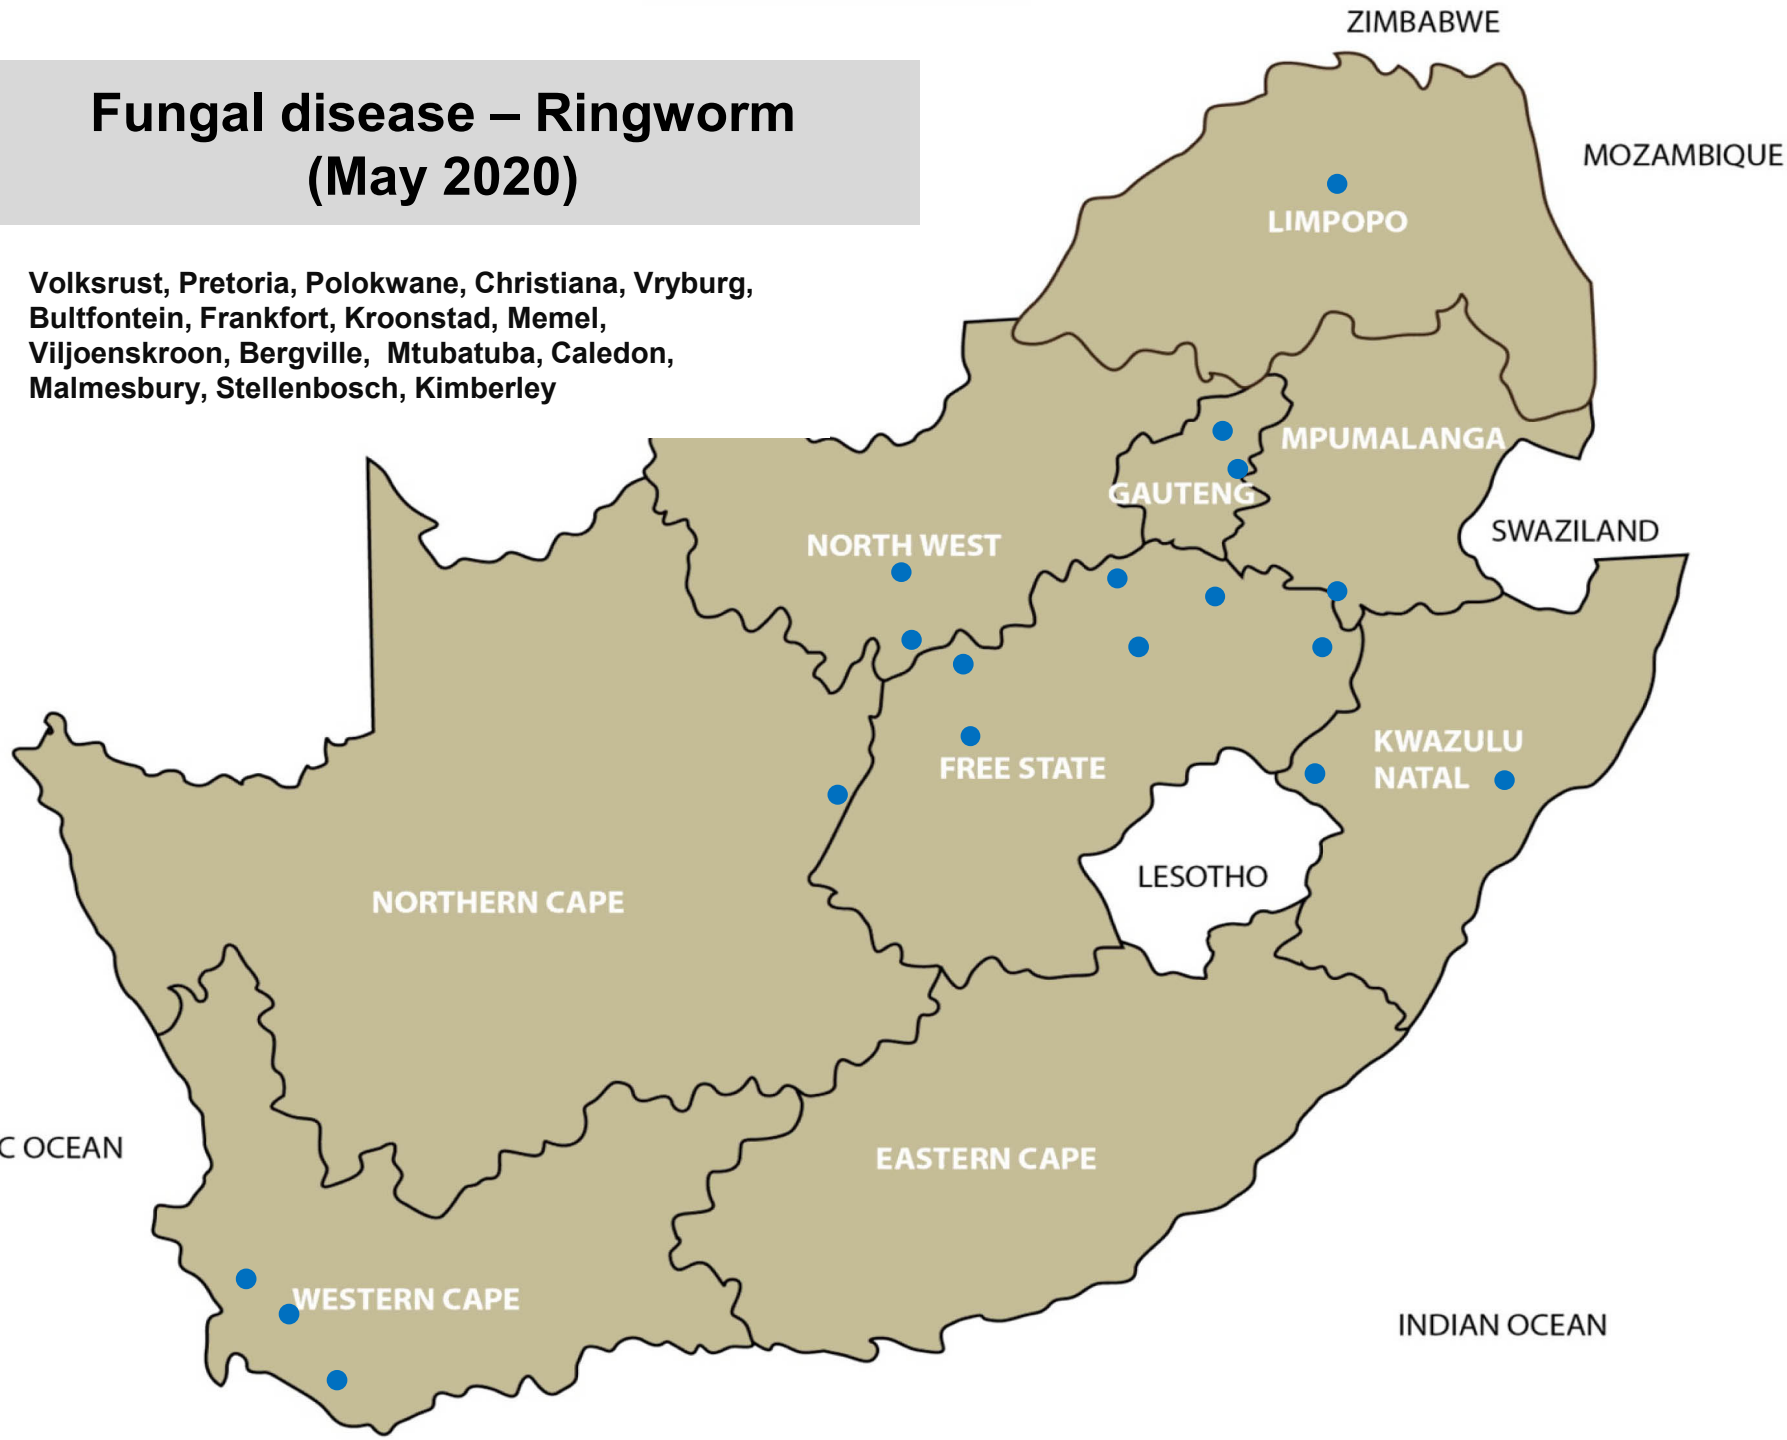 ZIMBABWE
Fungal disease – Ringworm
(May 2020)
MOZAMBIQUE
LIMPOPO
Volksrust, Pretoria, Polokwane, Christiana, Vryburg,
Bultfontein, Frankfort, Kroonstad, Memel,
Viljoenskroon, Bergville, Mtubatuba, Caledon,
Malmesbury, Stellenbosch, Kimberley
MPUMALANGA
GAUTENG
SWAZILAND
NORTH WEST
KWAZULU
NATAL
FREE STATE
LESOTHO
NORTHERN CAPE
C OCEAN
EASTERN CAPE
WESTERN CAPE
INDIAN OCEAN